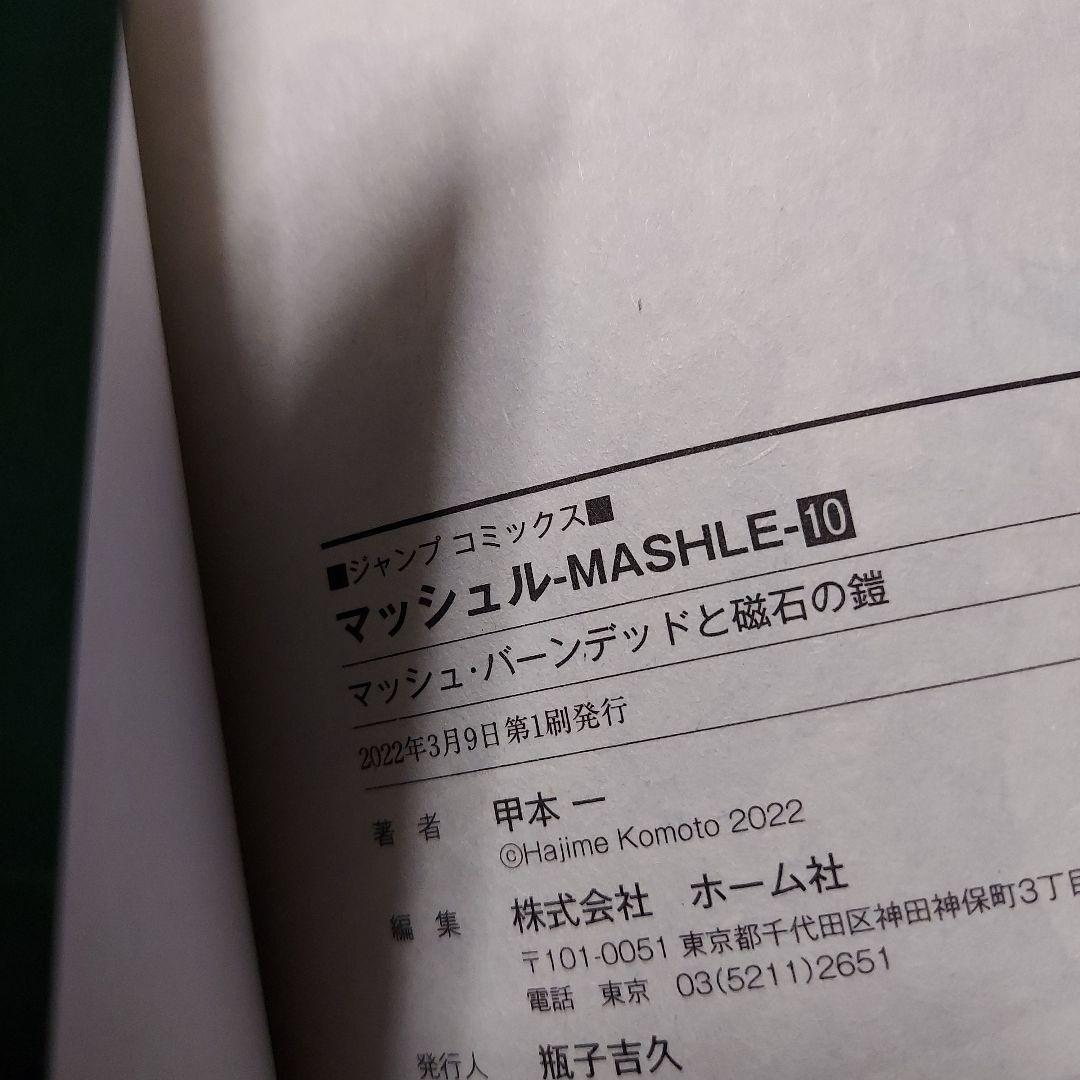 ■ジャンプ コミックス■
マッシュル-MASHLE-10
マッシュ・バーンデッドと磁石の鎧
2022年3月9日第1刷発行
著 者 甲本 一
©Hajime Komoto 2022
編 集 株式会社 ホーム社
〒101-0051 東京都千代田区神田神保町3丁目
電話 東京 03(5211)2651
発行人 瓶子吉久